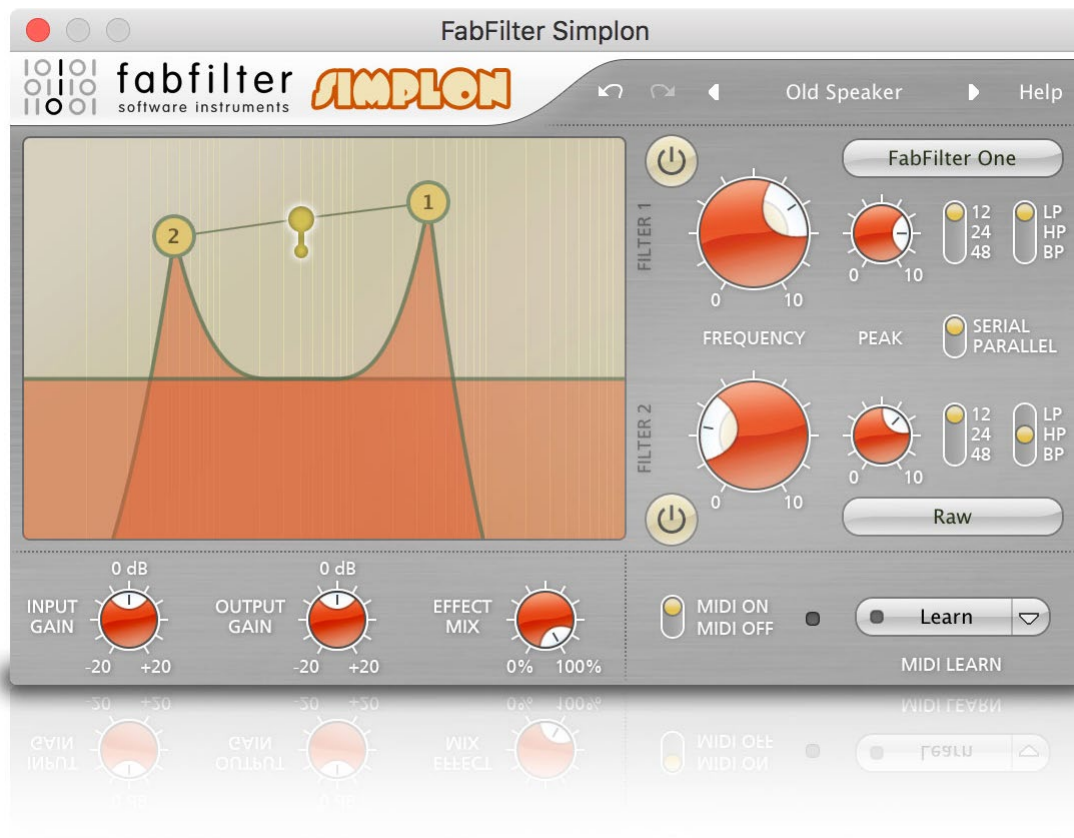 FabFilter Simplon
fabfilter
software instruments
SIMPLON
Old Speaker
Help
2
1
FILTER 1
FabFilter One
0 10
0 10
12
24
48
LP
HP
BP
FREQUENCY
PEAK
SERIAL
PARALLEL
FILTER 2
0 10
0 10
12
24
48
LP
HP
BP
Raw
INPUT
GAIN
0 dB
-20 +20
OUTPUT
GAIN
0 dB
-20 +20
EFFECT
MIX
0% 100%
MIDI ON
MIDI OFF
Learn
MIDI LEARN